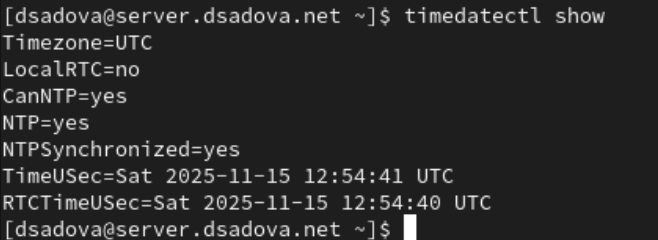 [dsadova@server.dsadova.net ~]$ timedatectl show
Timezone=UTC
LocalRTC=no
CanNTP=yes
NTP=yes
NTPSynchronized=yes
TimeUSec=Sat 2025-11-15 12:54:41 UTC
RTCTimeUSec=Sat 2025-11-15 12:54:40 UTC
[dsadova@server.dsadova.net ~]$